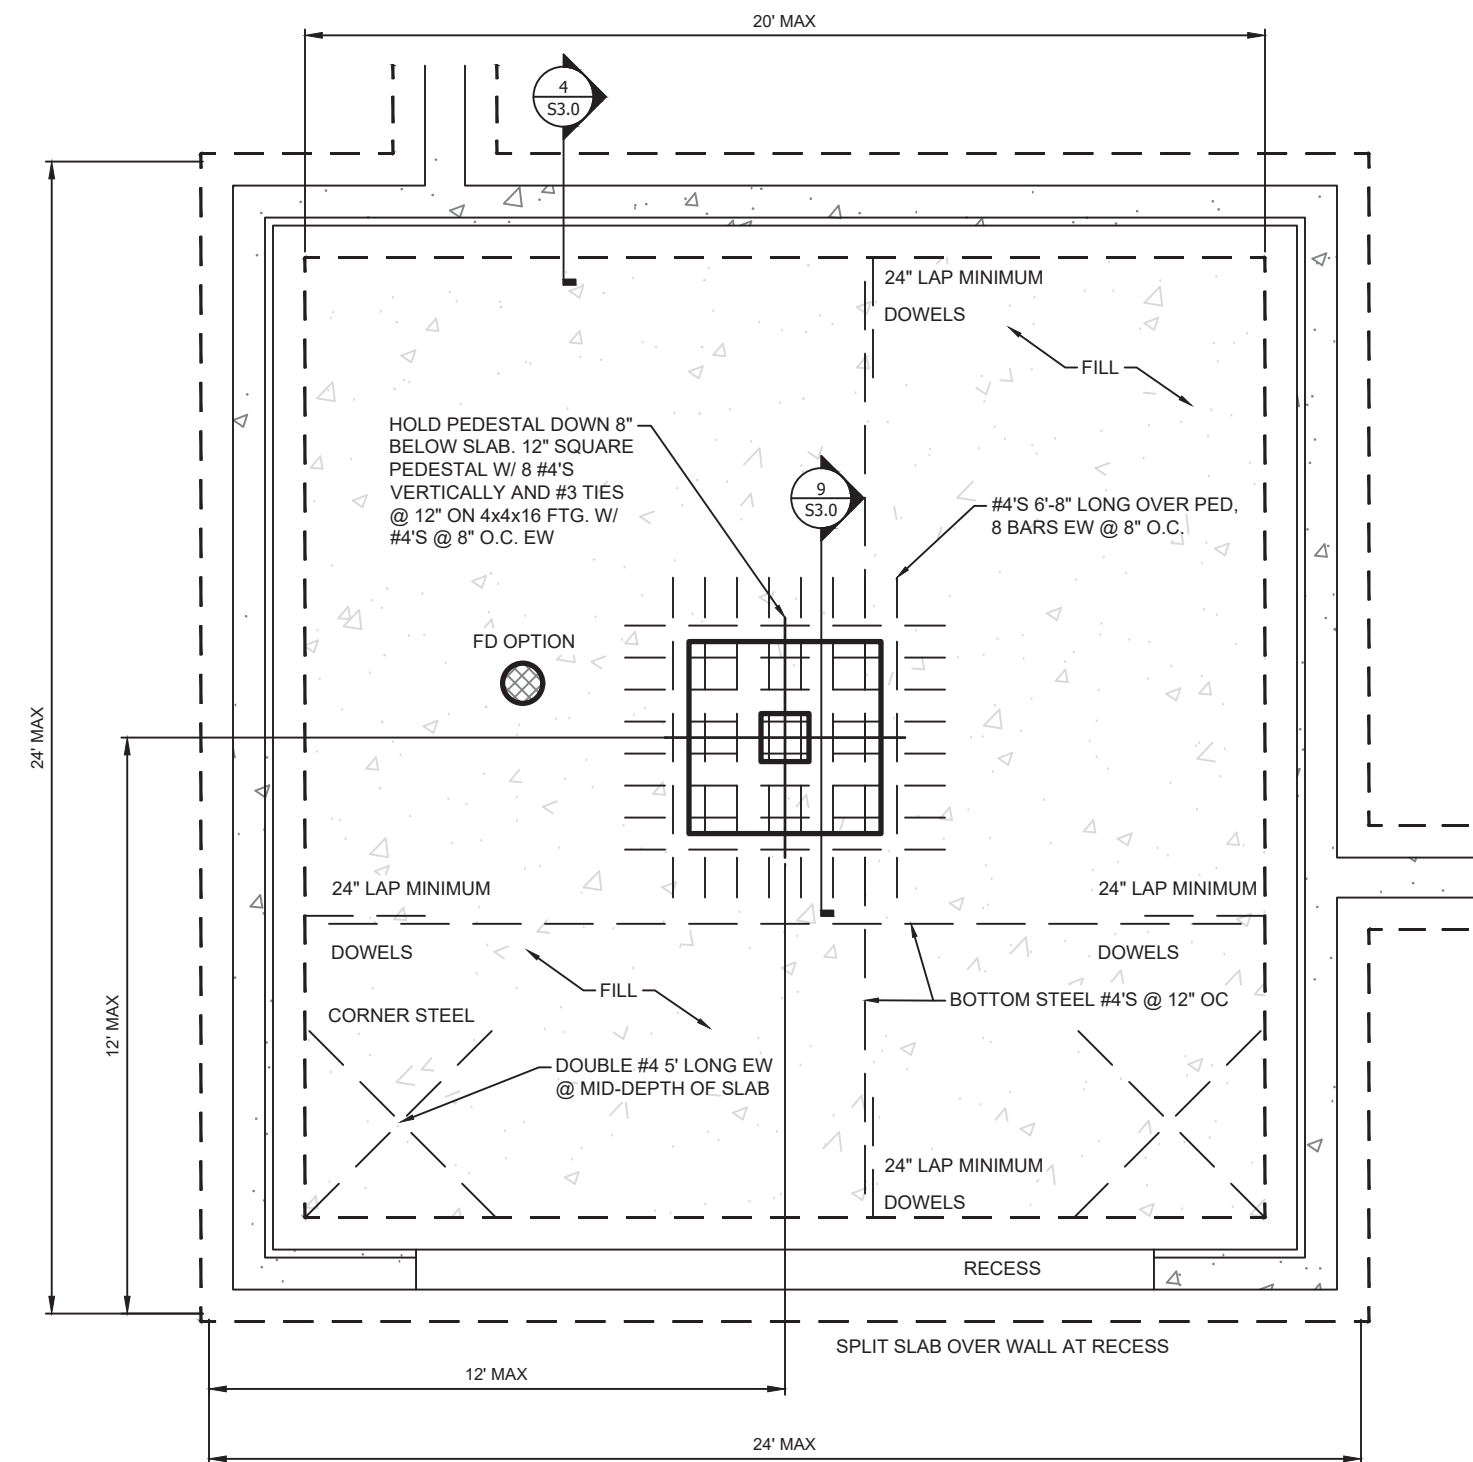 20' MAX
4
S3.0
24" LAP MINIMUM
DOWELS
FILL
HOLD PEDESTAL DOWN 8"
BELOW SLAB. 12" SQUARE
PEDESTAL W/ 8 #4'S
VERTICALLY AND #3 TIES
@ 12" ON 4x4x16 FTG. W/
#4'S @ 8" O.C. EW
9
S3.0
#4'S 6'-8" LONG OVER PED,
8 BARS EW @ 8" O.C.
FD OPTION
24' MAX
24" LAP MINIMUM
24" LAP MINIMUM
DOWELS
DOWELS
FILL
BOTTOM STEEL #4'S @ 12" OC
12' MAX
CORNER STEEL
DOUBLE #4 5' LONG EW
@ MID-DEPTH OF SLAB
24" LAP MINIMUM
DOWELS
RECESS
SPLIT SLAB OVER WALL AT RECESS
12' MAX
24' MAX